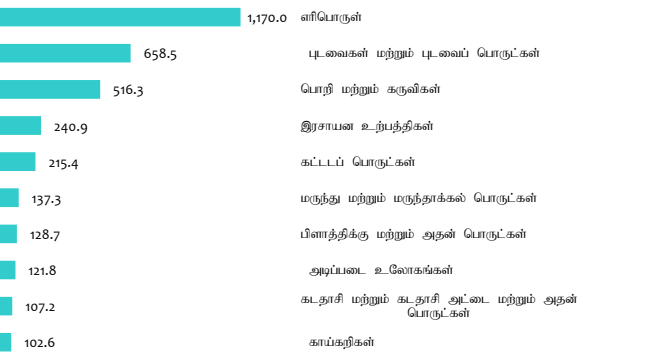 1,170.0 எரிபொருள்
658.5 புடவைகள் மற்றும் புடவைப் பொருட்கள்
516.3 பொறி மற்றும் கருவிகள்
240.9 இரசாயன உற்பத்திகள்
215.4 கட்டடப் பொருட்கள்
137.3 மருந்து மற்றும் மருந்தாக்கல் பொருட்கள்
128.7 பிளாத்திக்கு மற்றும் அதன் பொருட்கள்
121.8 அடிப்படை உலோகங்கள்
107.2 கடதாசி மற்றும் கடதாசி அட்டை மற்றும் அதன்
பொருட்கள்
102.6 காய்கறிகள்